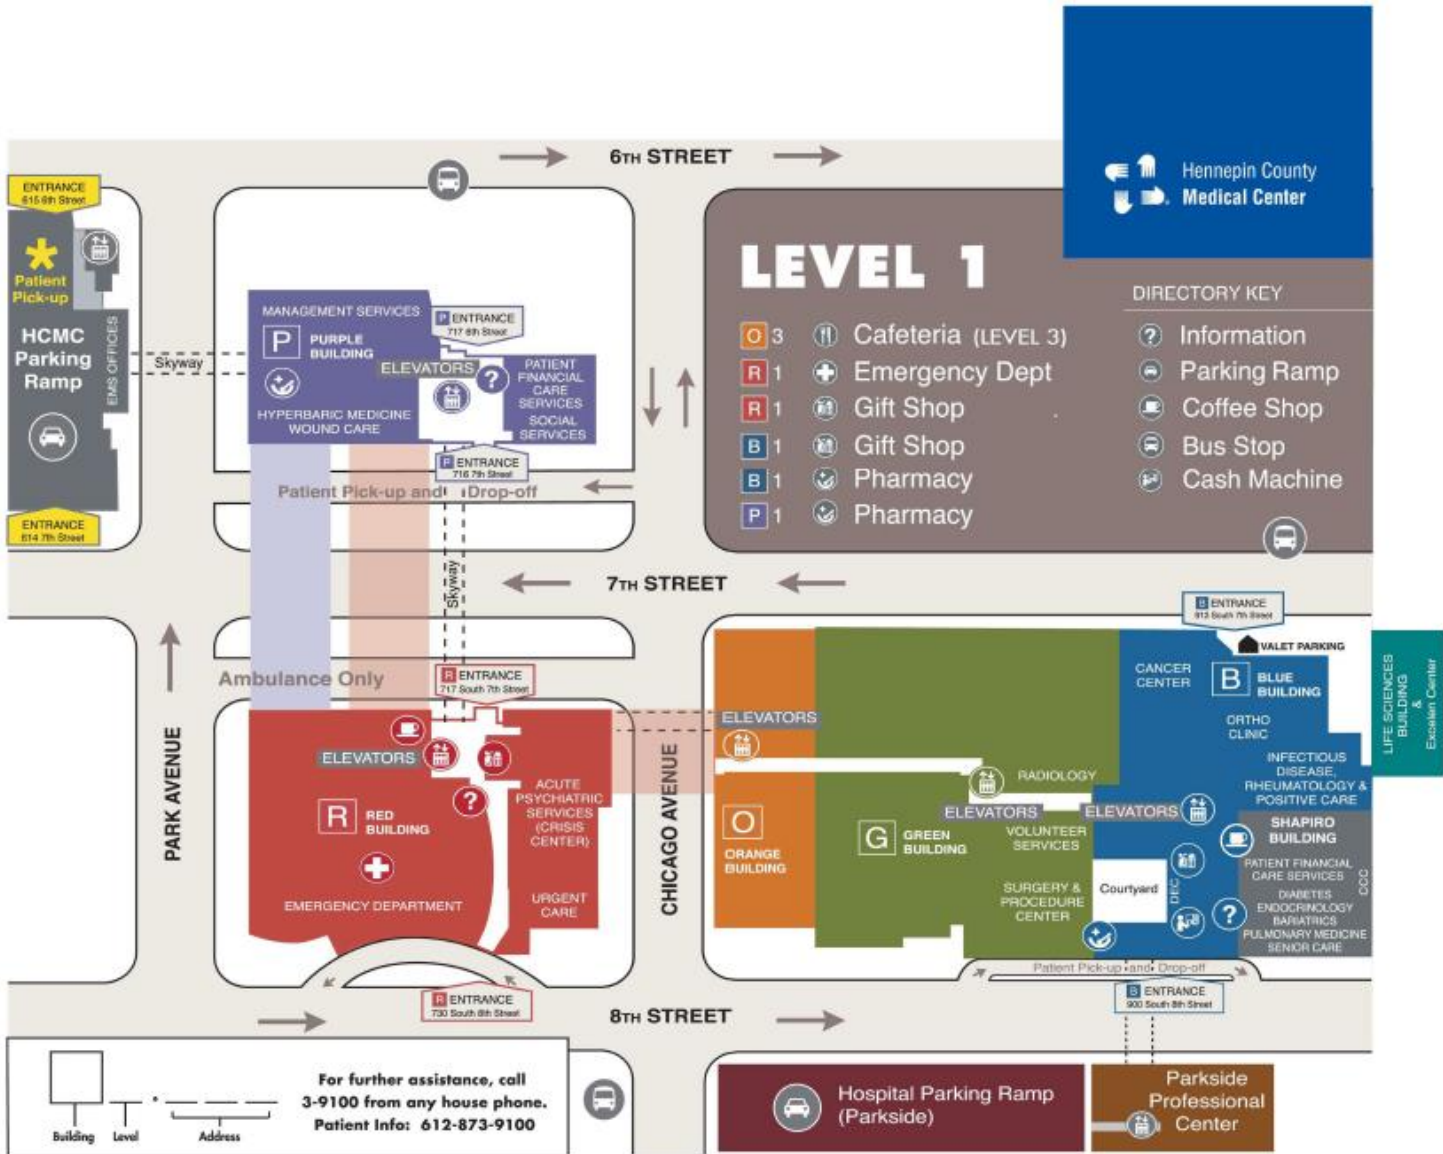 6TH STREET
Hennepin County
Medical Center
ENTRANCE
615 6th Street
Patient
Pick-up
HCMC
Parking
Ramp
EMS OFFICES
ENTRANCE
614 7th Street
Skyway
MANAGEMENT SERVICES
P
PURPLE
BUILDING
P ENTRANCE
717 6th Street
ELEVATORS
?
PATIENT
FINANCIAL
CARE
SERVICES
SOCIAL
SERVICES
HYPERBARIC MEDICINE
WOUND CARE
P ENTRANCE
716 7th Street
Patient Pick-up and Drop-off
Skyway
LEVEL 1
O 3 Cafeteria (LEVEL 3)
R 1 Emergency Dept
R 1 Gift Shop
B 1 Gift Shop
B 1 Pharmacy
P 1 Pharmacy
DIRECTORY KEY
? Information
Parking Ramp
Coffee Shop
Bus Stop
Cash Machine
7TH STREET
PARK AVENUE
Ambulance Only
R ENTRANCE
717 South 7th Street
ELEVATORS
?
R
RED
BUILDING
EMERGENCY DEPARTMENT
ACUTE
PSYCHIATRIC
SERVICES
(CRISIS
CENTER)
URGENT
CARE
R ENTRANCE
730 South 8th Street
CHICAGO AVENUE
ELEVATORS
O
ORANGE
BUILDING
G
GREEN
BUILDING
RADIOLOGY
ELEVATORS
VOLUNTEER
SERVICES
SURGERY &
PROCEDURE
CENTER
Courtyard
DEC
B ENTRANCE
913 South 7th Street
VALET PARKING
CANCER
CENTER
B
BLUE
BUILDING
ORTHO
CLINIC
INFECTIOUS
DISEASE,
RHEUMATOLOGY &
POSITIVE CARE
ELEVATORS
?
SHAPIRO
BUILDING
PATIENT FINANCIAL
CARE SERVICES
CCC
DIABETES
ENDOCRINOLOGY
BARIATRICS
PULMONARY MEDICINE
SENIOR CARE
LIFE SCIENCES
BUILDING
&
Excelen Center
Patient Pick-up and Drop-off
B ENTRANCE
900 South 8th Street
8TH STREET
Building Level Address
For further assistance, call
3-9100 from any house phone.
Patient Info: 612-873-9100
Hospital Parking Ramp
(Parkside)
Parkside
Professional
Center